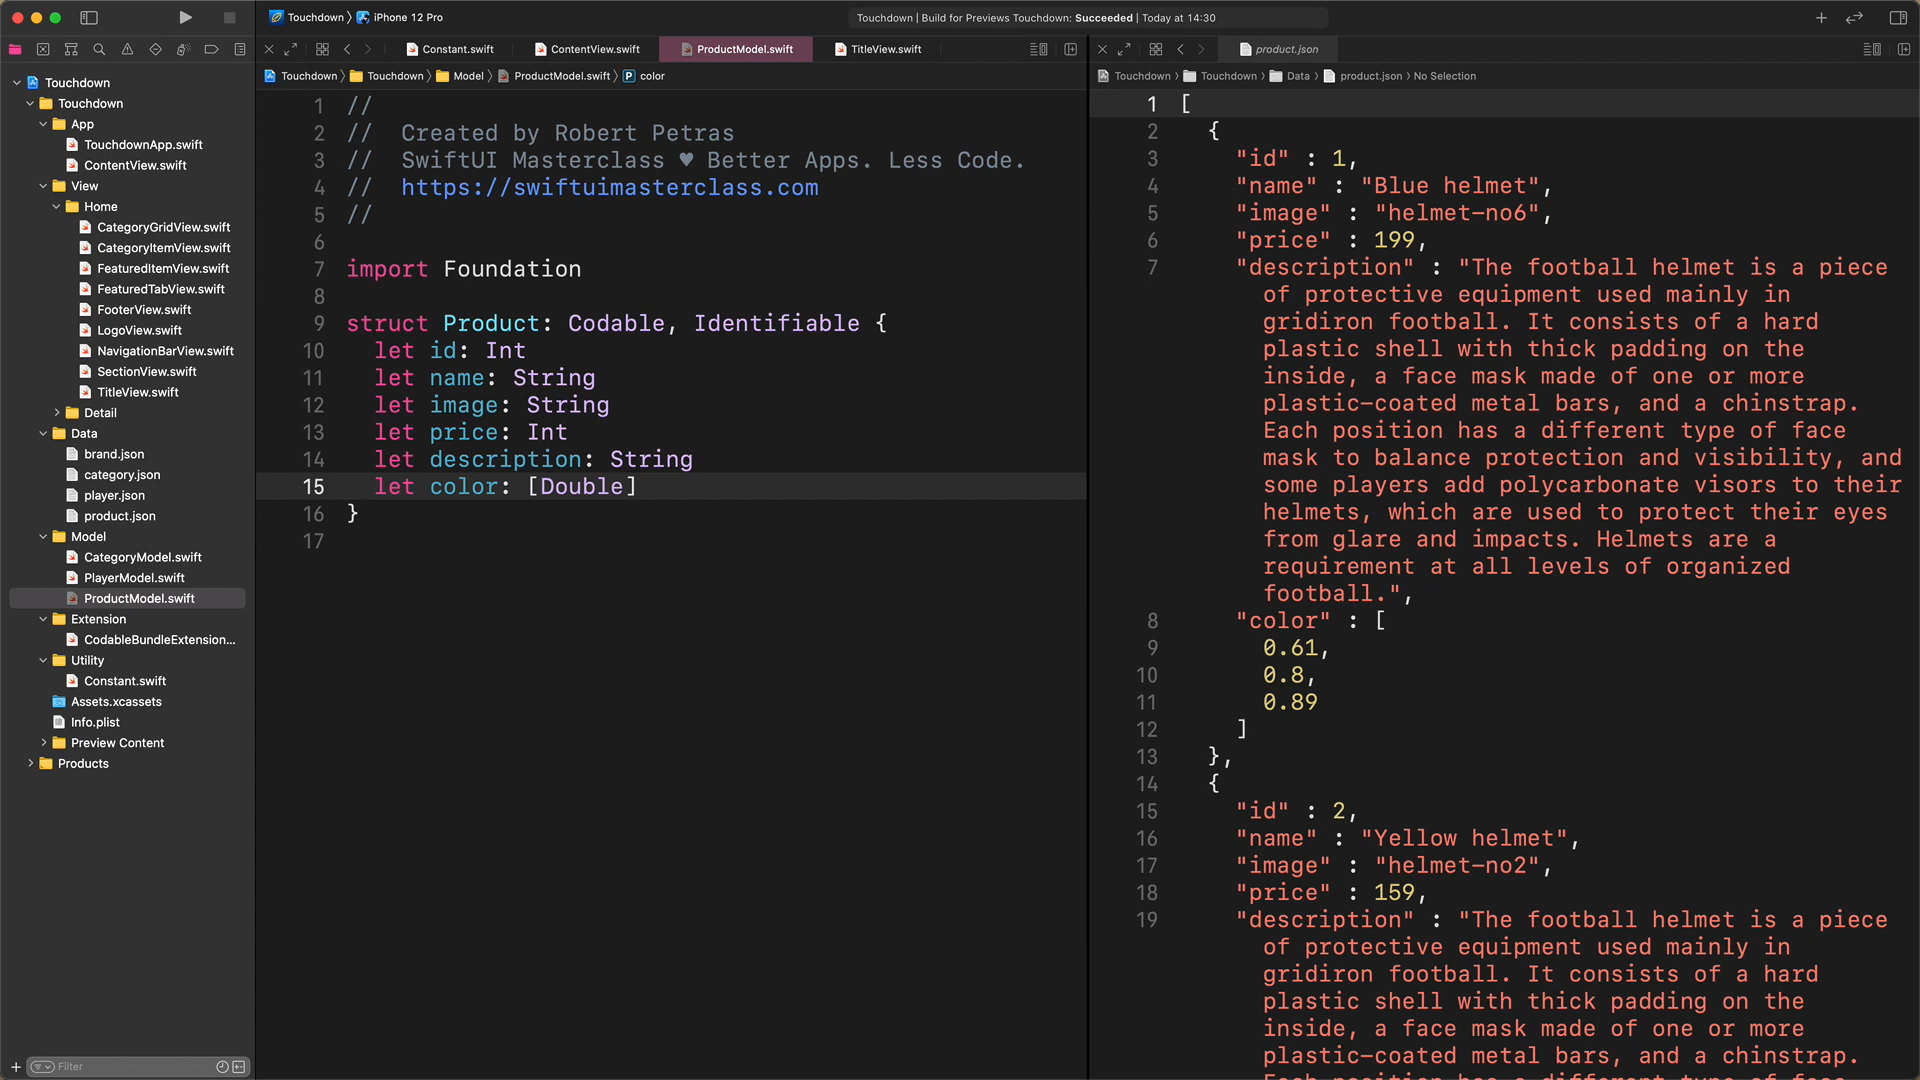 Touchdown 〉 iPhone 12 Pro
Touchdown | Build for Previews Touchdown: Succeeded | Today at 14:30
Constant.swift
ContentView.swift
ProductModel.swift
TitleView.swift
product.json
Touchdown 〉 Touchdown 〉 Model 〉 ProductModel.swift 〉 P color
Touchdown 〉 Touchdown 〉 Data 〉 product.json 〉 No Selection
Touchdown
Touchdown
App
TouchdownApp.swift
ContentView.swift
View
Home
CategoryGridView.swift
CategoryItemView.swift
FeaturedItemView.swift
FeaturedTabView.swift
FooterView.swift
LogoView.swift
NavigationBarView.swift
SectionView.swift
TitleView.swift
Detail
Data
brand.json
category.json
player.json
product.json
Model
CategoryModel.swift
PlayerModel.swift
ProductModel.swift
Extension
CodableBundleExtension...
Utility
Constant.swift
Assets.xcassets
Info.plist
Preview Content
Products
Filter
1 //
2 //  Created by Robert Petras
3 //  SwiftUI Masterclass ♥ Better Apps. Less Code.
4 //  https://swiftuimasterclass.com
5 //
6
7 import Foundation
8
9 struct Product: Codable, Identifiable {
10   let id: Int
11   let name: String
12   let image: String
13   let price: Int
14   let description: String
15   let color: [Double]
16 }
17
1 [
2   {
3     "id" : 1,
4     "name" : "Blue helmet",
5     "image" : "helmet-no6",
6     "price" : 199,
7     "description" : "The football helmet is a piece
of protective equipment used mainly in
gridiron football. It consists of a hard
plastic shell with thick padding on the
inside, a face mask made of one or more
plastic-coated metal bars, and a chinstrap.
Each position has a different type of face
mask to balance protection and visibility, and
some players add polycarbonate visors to their
helmets, which are used to protect their eyes
from glare and impacts. Helmets are a
requirement at all levels of organized
football.",
8     "color" : [
9       0.61,
10       0.8,
11       0.89
12     ]
13   },
14   {
15     "id" : 2,
16     "name" : "Yellow helmet",
17     "image" : "helmet-no2",
18     "price" : 159,
19     "description" : "The football helmet is a piece
of protective equipment used mainly in
gridiron football. It consists of a hard
plastic shell with thick padding on the
inside, a face mask made of one or more
plastic-coated metal bars, and a chinstrap.
Each position has a different type of face